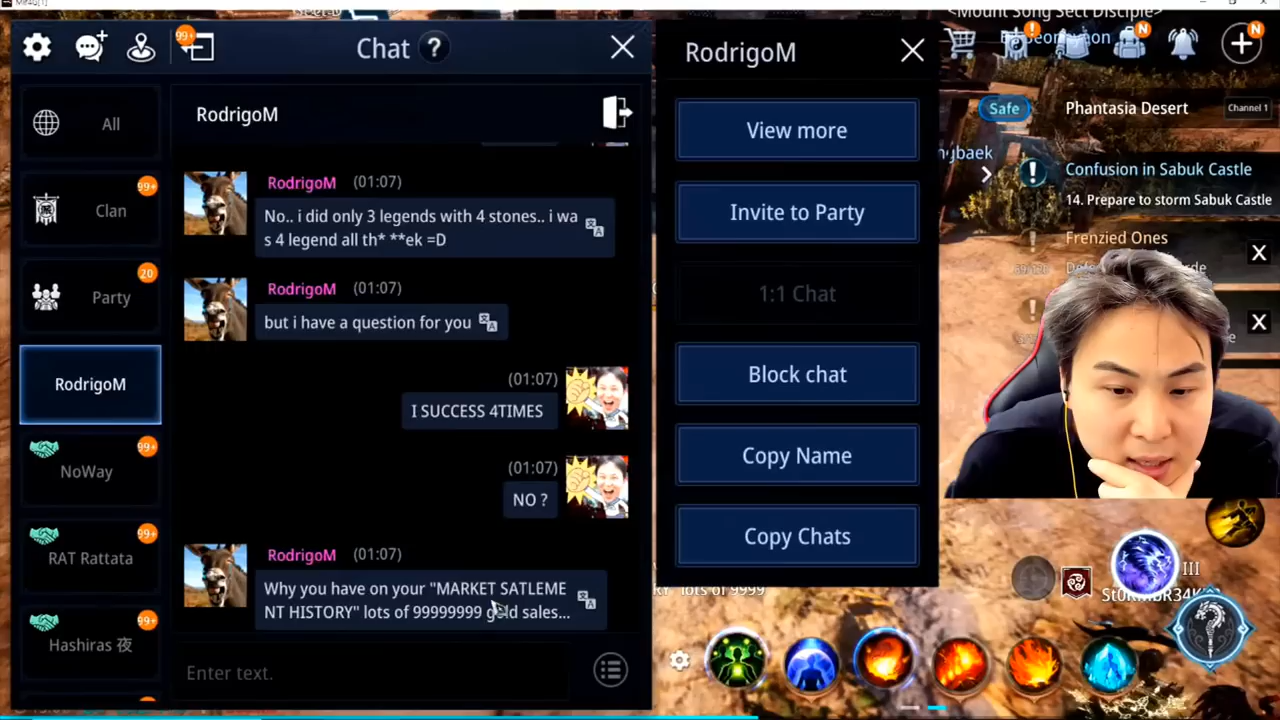 Chat ?
99+
RodrigoM
All
Clan
99+
Party
20
RodrigoM
NoWay
99+
RAT Rattata
99+
Hashiras 夜
99+
RodrigoM (01:07)
No.. i did only 3 legends with 4 stones.. i wa
s 4 legend all th* **ek =D
RodrigoM (01:07)
but i have a question for you
(01:07)
I SUCCESS 4TIMES
(01:07)
NO ?
RodrigoM (01:07)
Why you have on your "MARKET SATLEME
NT HISTORY" lots of 99999999 gold sales...
Enter text.
RodrigoM
View more
Invite to Party
1:1 Chat
Block chat
Copy Name
Copy Chats
<Mount Song Sect Disciple>
N
N
Safe
Phantasia Desert
Channel 1
Confusion in Sabuk Castle
14. Prepare to storm Sabuk Castle
Frenzied Ones
X
X
III